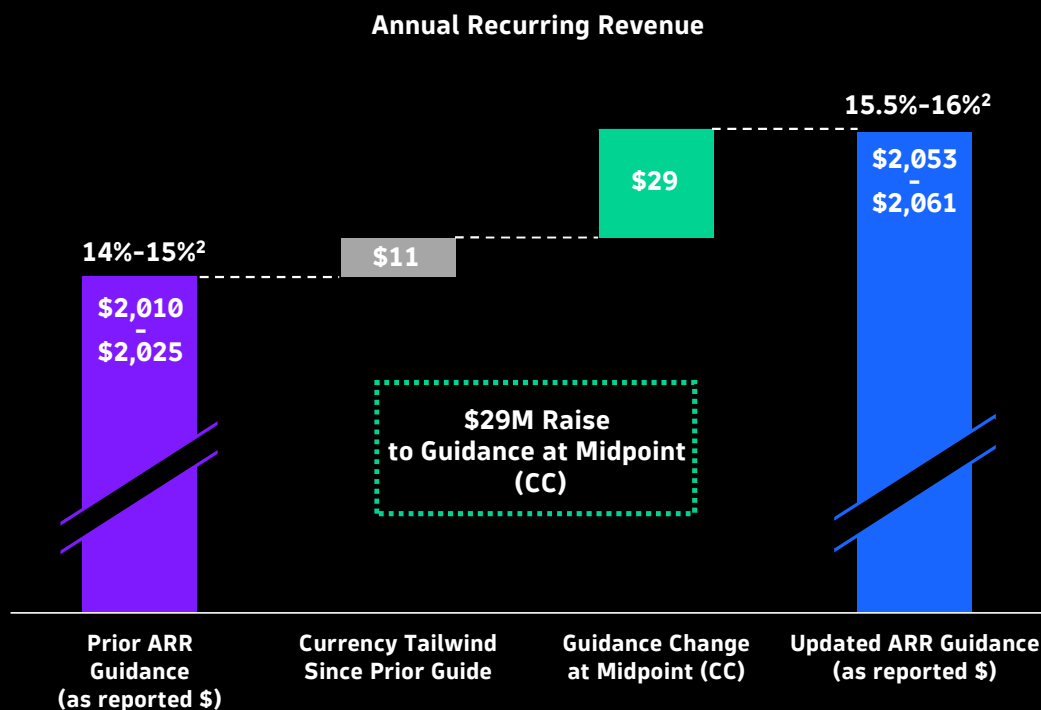 Annual Recurring Revenue
14%-15%²
$2,010
–
$2,025
$11
$29
15.5%-16%²
$2,053
–
$2,061
$29M Raise
to Guidance at Midpoint
(CC)
Prior ARR
Guidance
(as reported $)
Currency Tailwind
Since Prior Guide
Guidance Change
at Midpoint (CC)
Updated ARR Guidance
(as reported $)